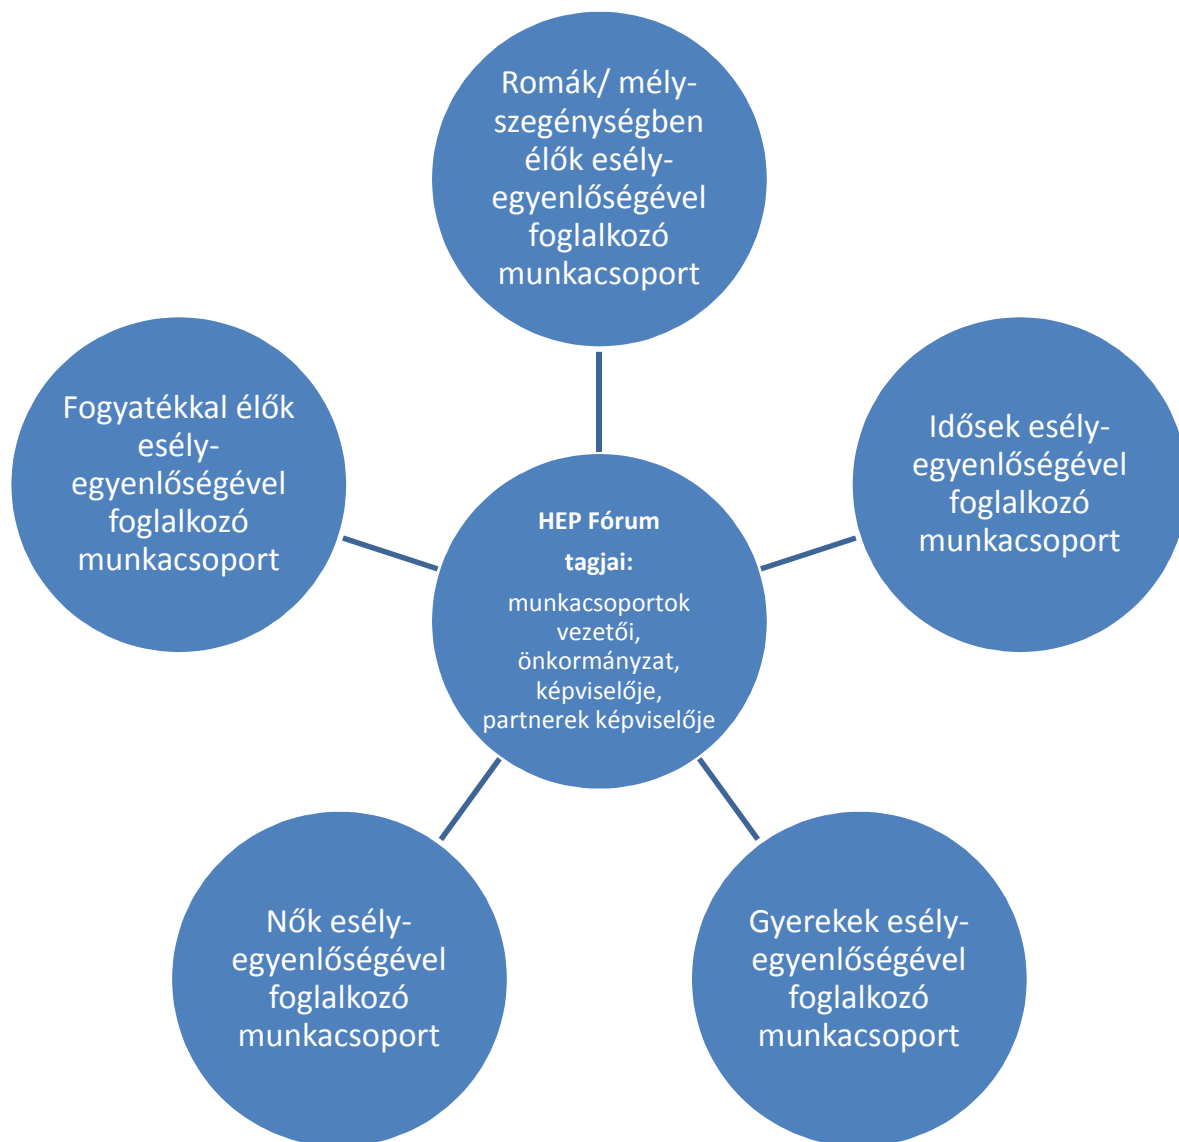 Romák/ mély-
szegénységben
élők esély-
egyenlőségével
foglalkozó
munkacsoport
Fogyatékkal élők
esély-
egyenlőségével
foglalkozó
munkacsoport
Idősek esély-
egyenlőségével
foglalkozó
munkacsoport
HEP Fórum
tagjai:
munkacsoportok
vezetői,
önkormányzat,
képviselője,
partnerek képviselője
Nők esély-
egyenlőségével
foglalkozó
munkacsoport
Gyerekek esély-
egyenlőségével
foglalkozó
munkacsoport